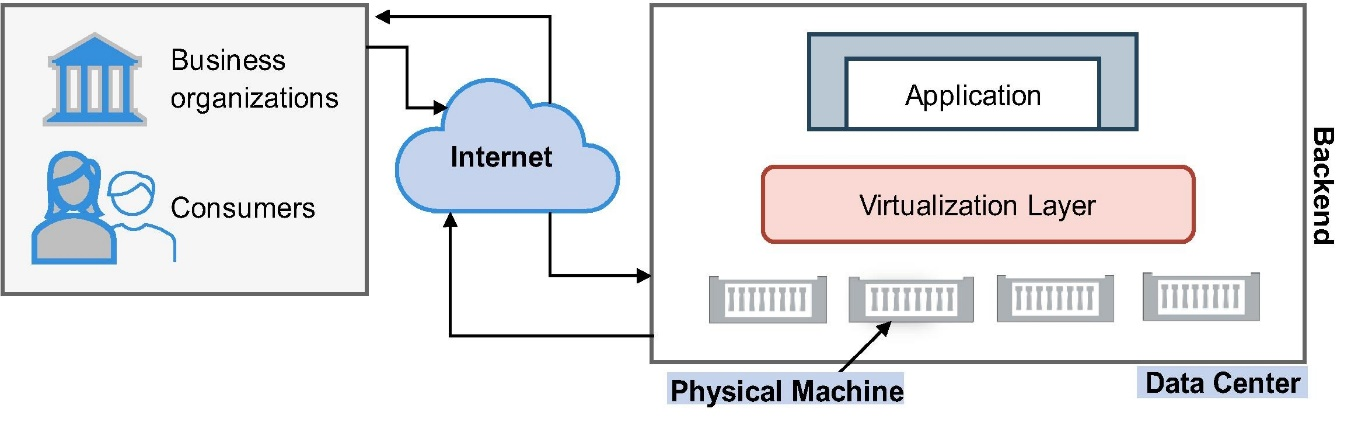 Business
organizations
Consumers
Internet
Application
Virtualization Layer
Backend
Physical Machine
Data Center